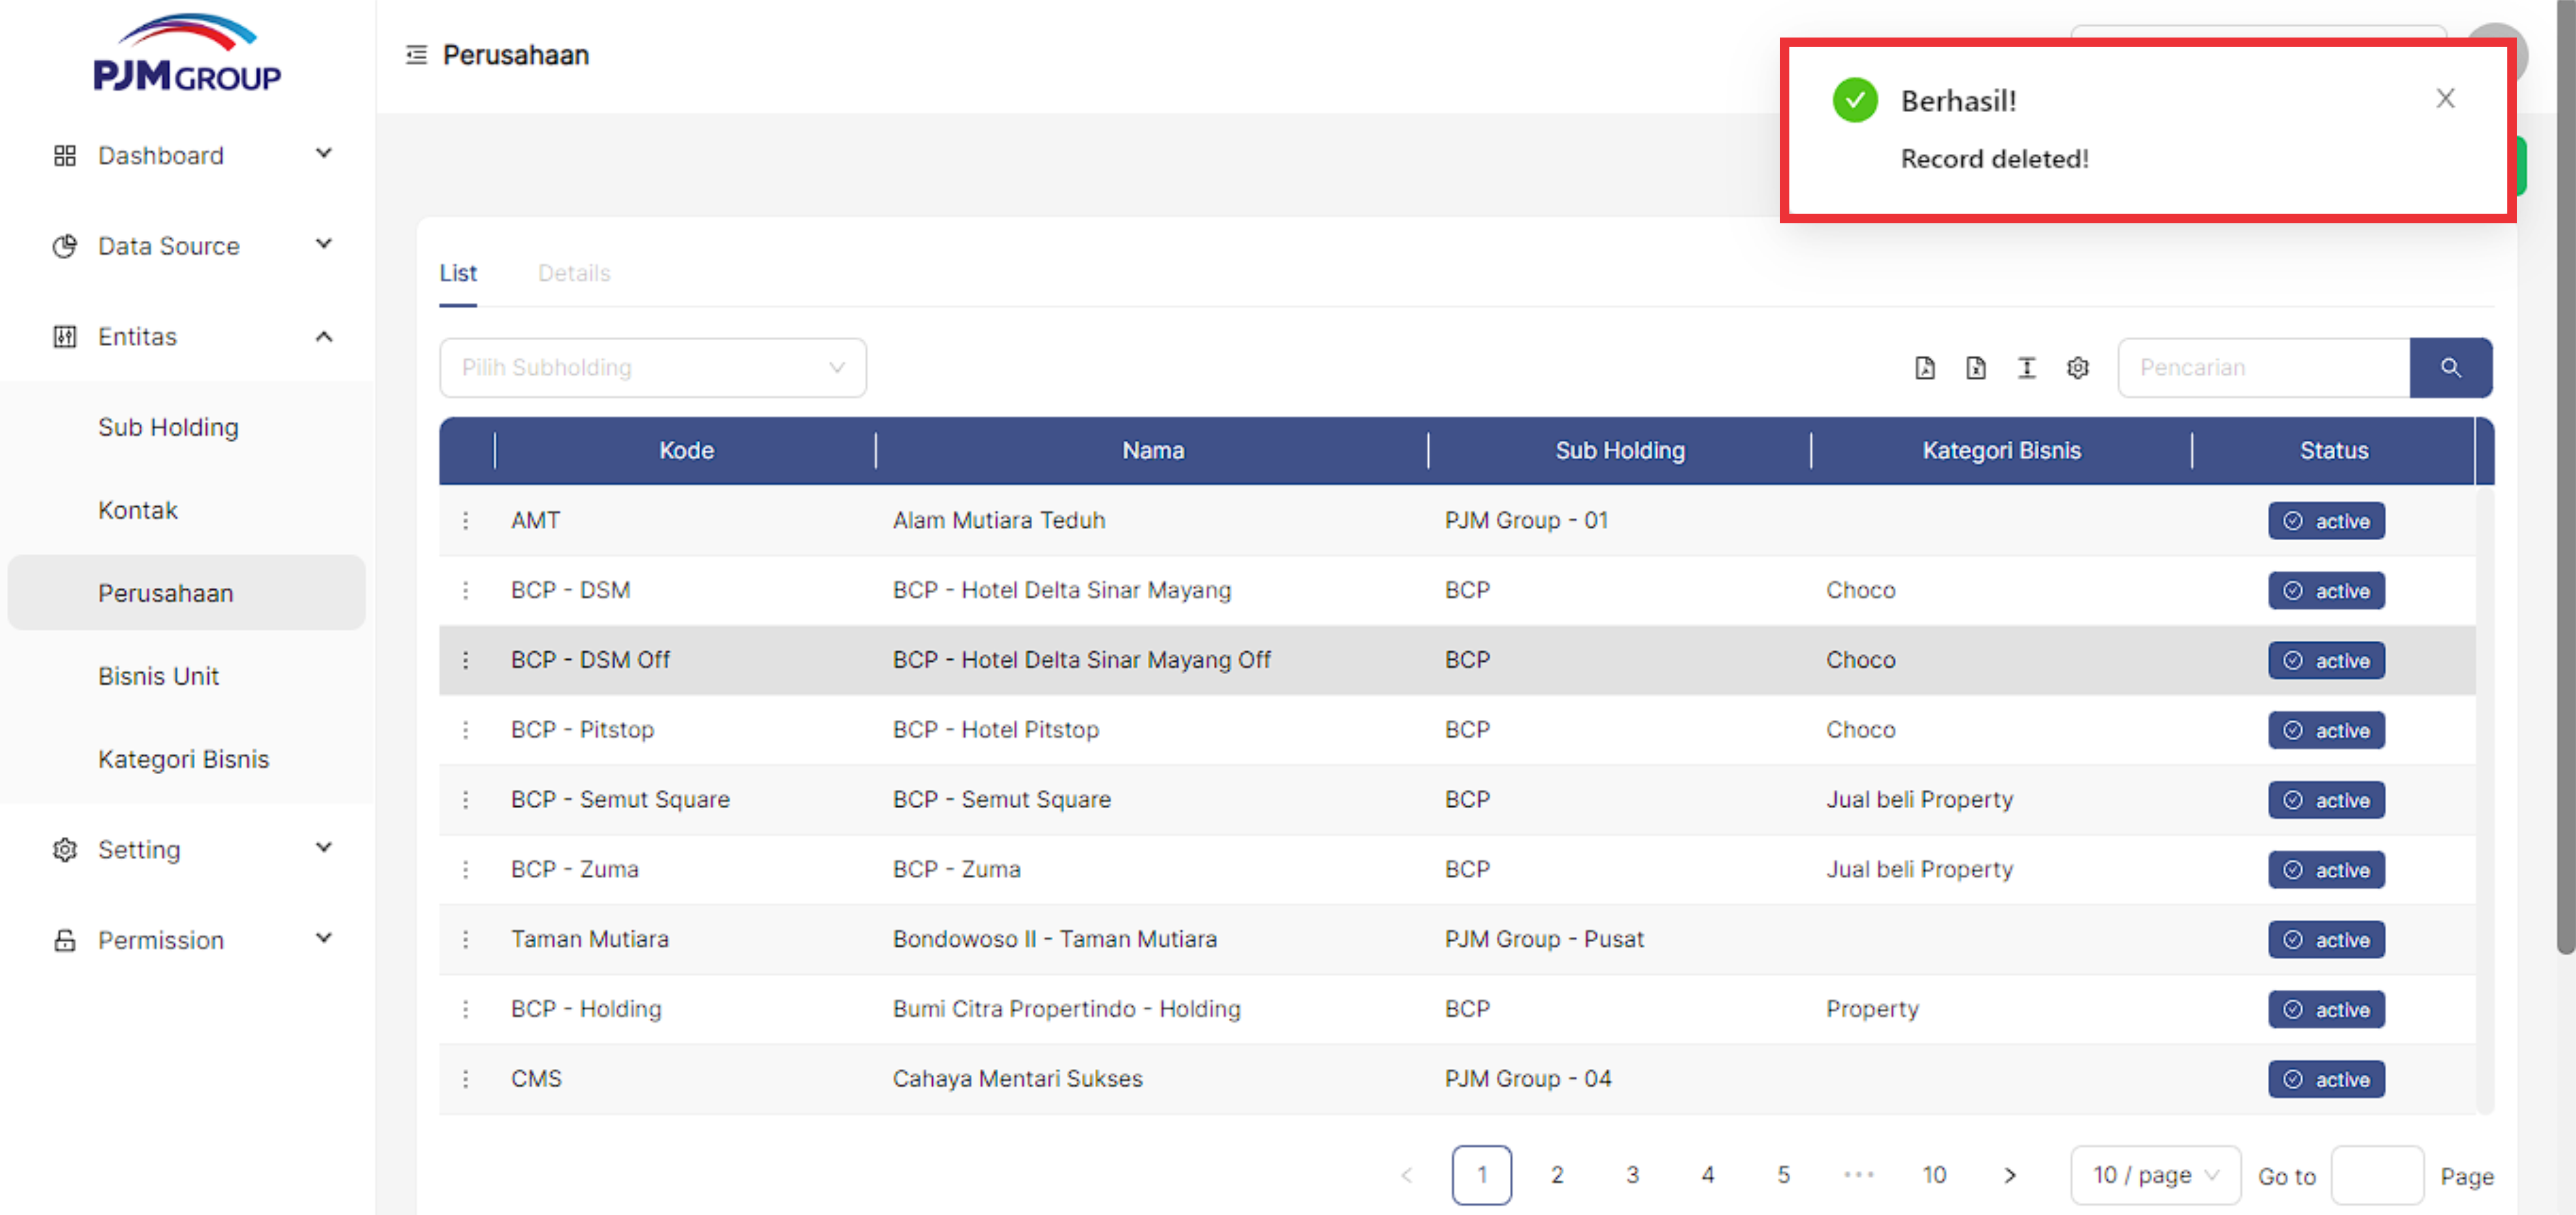 PJM GROUP
Perusahaan
Berhasil!
Record deleted!
Dashboard
Data Source
Entitas
Sub Holding
Kontak
Perusahaan
Bisnis Unit
Kategori Bisnis
Setting
Permission
List Details
Pilih Subholding
Pencarian
Kode Nama Sub Holding Kategori Bisnis Status
AMT Alam Mutiara Teduh PJM Group - 01 active
BCP - DSM BCP - Hotel Delta Sinar Mayang BCP Choco active
BCP - DSM Off BCP - Hotel Delta Sinar Mayang Off BCP Choco active
BCP - Pitstop BCP - Hotel Pitstop BCP Choco active
BCP - Semut Square BCP - Semut Square BCP Jual beli Property active
BCP - Zuma BCP - Zuma BCP Jual beli Property active
Taman Mutiara Bondowoso II - Taman Mutiara PJM Group - Pusat active
BCP - Holding Bumi Citra Propertindo - Holding BCP Property active
CMS Cahaya Mentari Sukses PJM Group - 04 active
1 2 3 4 5 ••• 10 10 / page Go to Page